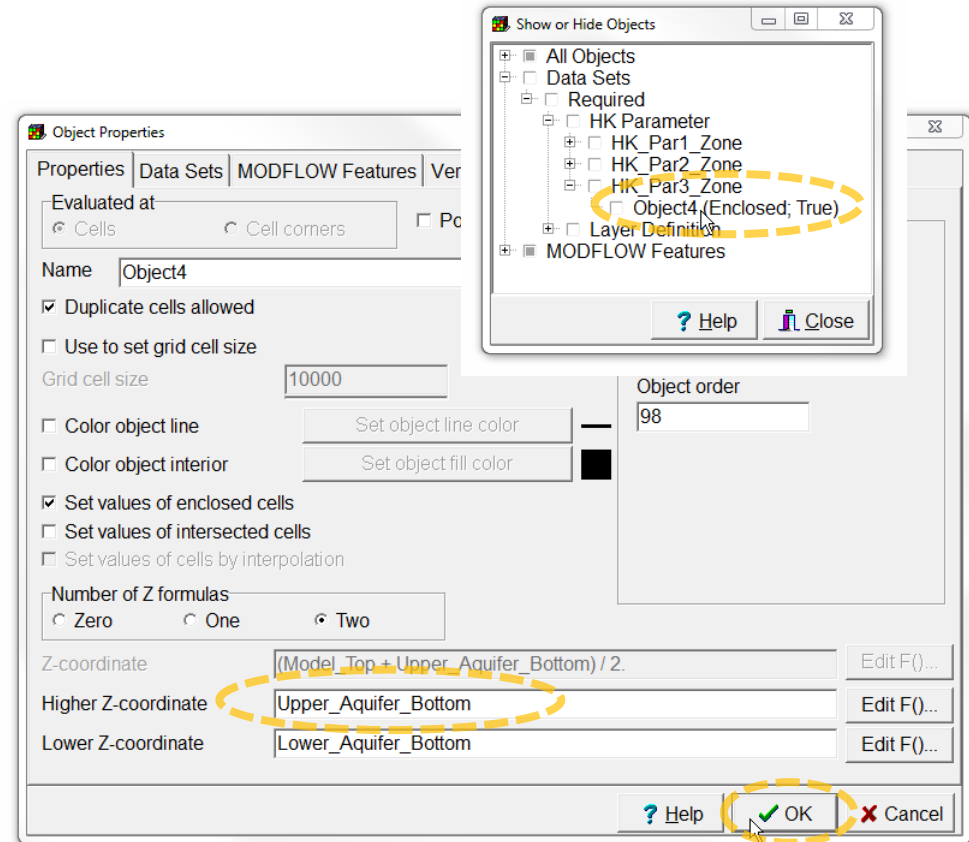 Show or Hide Objects
All Objects
Data Sets
Required
HK Parameter
HK_Par1_Zone
HK_Par2_Zone
HK_Par3_Zone
Object4 (Enclosed; True)
Layer Definition
MODFLOW Features
? Help
Close
Object Properties
Properties Data Sets MODFLOW Features Ver
Evaluated at
Cells Cell corners
Po
Name Object4
Duplicate cells allowed
Use to set grid cell size
Grid cell size 10000
Object order
98
Color object line Set object line color
Color object interior Set object fill color
Set values of enclosed cells
Set values of intersected cells
Set values of cells by interpolation
Number of Z formulas
Zero One Two
Z-coordinate (Model_Top + Upper_Aquifer_Bottom) / 2. Edit F()...
Higher Z-coordinate Upper_Aquifer_Bottom Edit F()...
Lower Z-coordinate Lower_Aquifer_Bottom Edit F()...
? Help OK Cancel